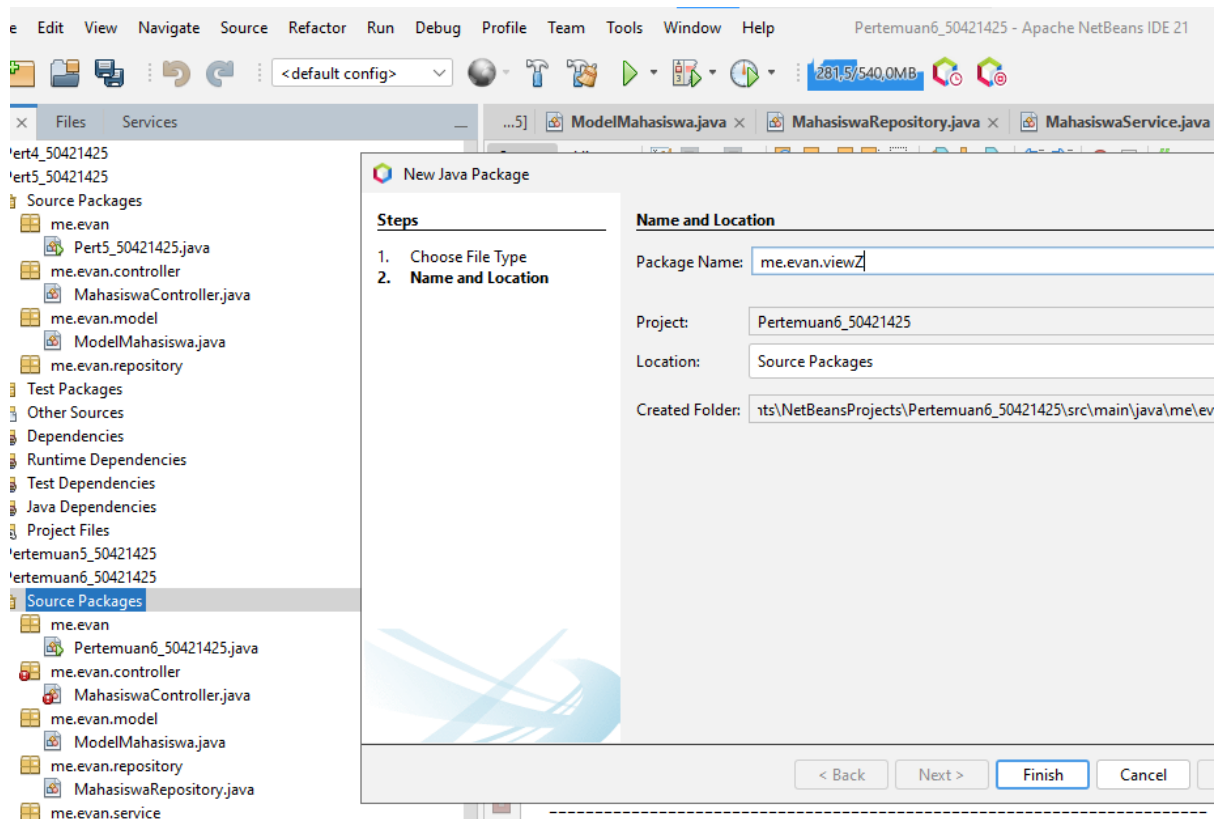 e Edit View Navigate Source Refactor Run Debug Profile Team Tools Window Help Pertemuan6_50421425 - Apache NetBeans IDE 21
<default config> 281,5/540,0MB
Files Services
...5] ModelMahasiswa.java × MahasiswaRepository.java × MahasiswaService.java
Pert4_50421425
Pert5_50421425
Source Packages
me.evan
Pert5_50421425.java
me.evan.controller
MahasiswaController.java
me.evan.model
ModelMahasiswa.java
me.evan.repository
Test Packages
Other Sources
Dependencies
Runtime Dependencies
Test Dependencies
Java Dependencies
Project Files
Pertemuan5_50421425
Pertemuan6_50421425
Source Packages
me.evan
Pertemuan6_50421425.java
me.evan.controller
MahasiswaController.java
me.evan.model
ModelMahasiswa.java
me.evan.repository
MahasiswaRepository.java
me.evan.service
New Java Package
Steps
1. Choose File Type
2. Name and Location
Name and Location
Package Name: me.evan.viewZ
Project: Pertemuan6_50421425
Location: Source Packages
Created Folder: nts\NetBeansProjects\Pertemuan6_50421425\src\main\java\me\ev
< Back Next > Finish Cancel